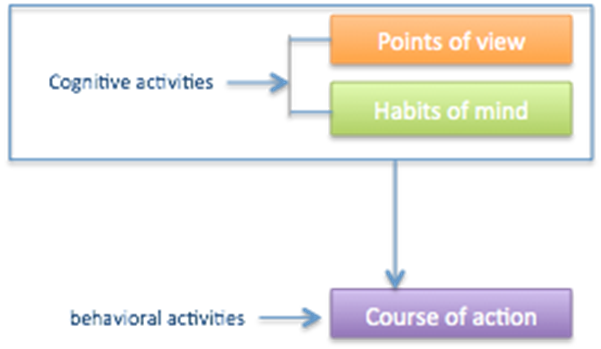 Points of view
Cognitive activities
Habits of mind
behavioral activities
Course of action